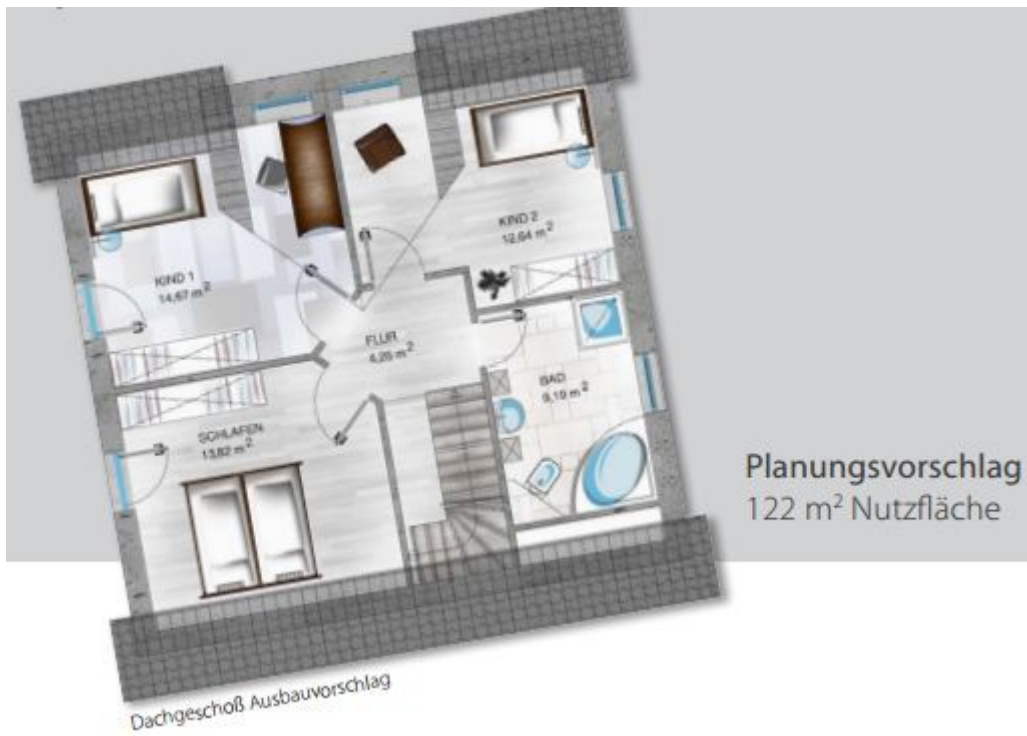 KIND 1
14,67 m²
KIND 2
12,64 m²
FLUR
4,25 m²
BAD
9,19 m²
SCHLAFEN
13,82 m²
Planungsvorschlag
122 m² Nutzfläche
Dachgeschoß Ausbauvorschlag